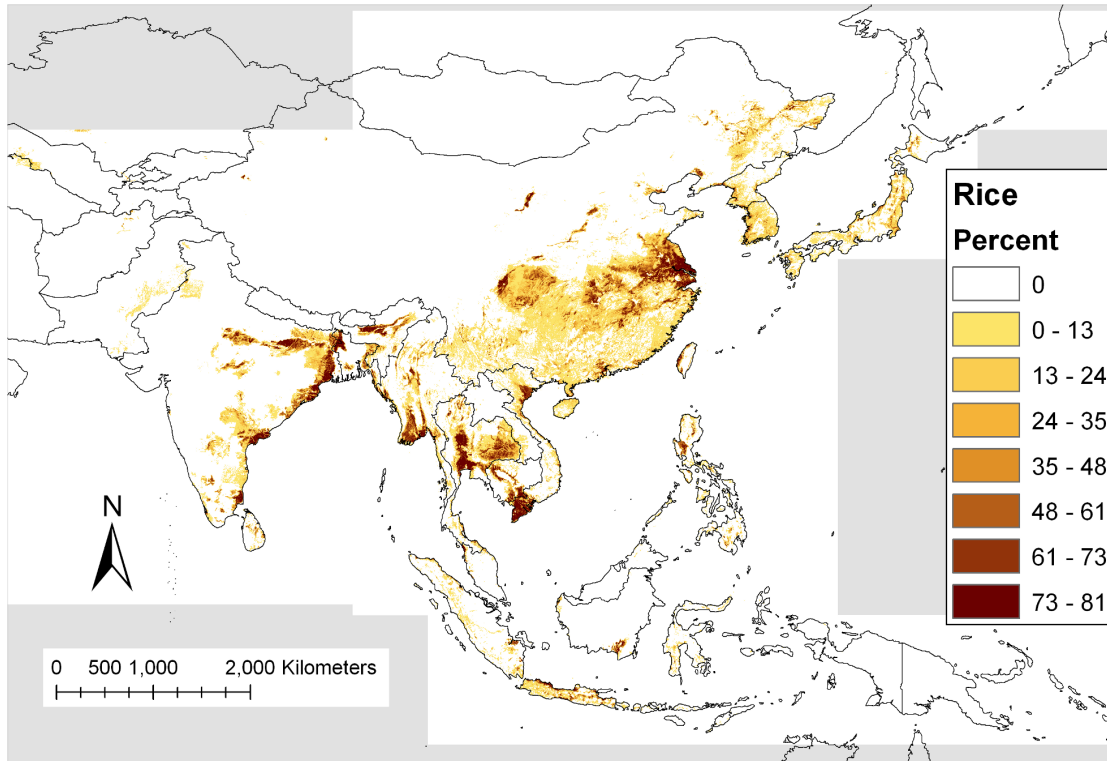 Rice
Percent
0
0 - 13
13 - 24
24 - 35
35 - 48
48 - 61
61 - 73
73 - 81
N
0 500 1,000 2,000 Kilometers